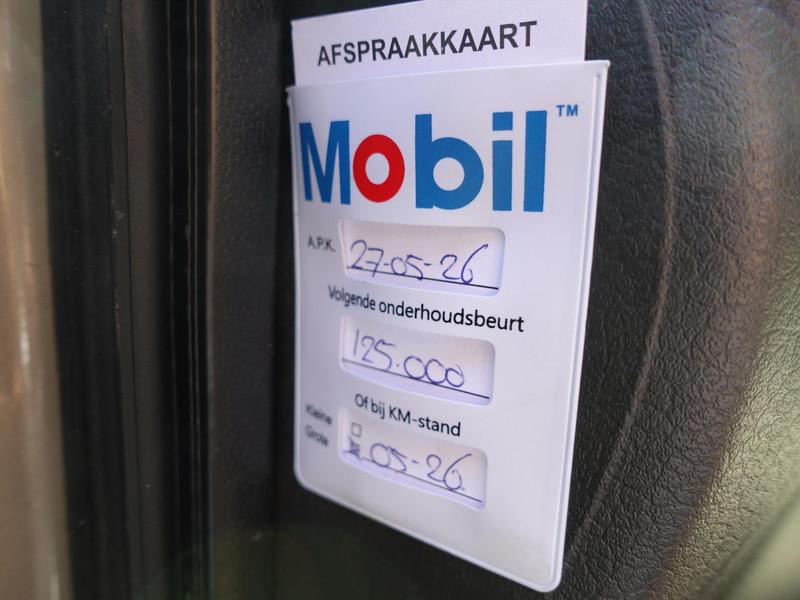 AFSPRAAKKAART
Mobil™
A.P.K. 27-05-26
Volgende onderhoudsbeurt
125.000
Of bij KM-stand
Kleine
Grote 05-26